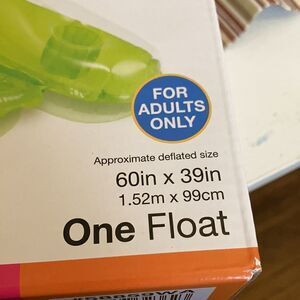 FOR
ADULTS
ONLY
Approximate deflated size
60in x 39in
1.52m x 99cm
One Float